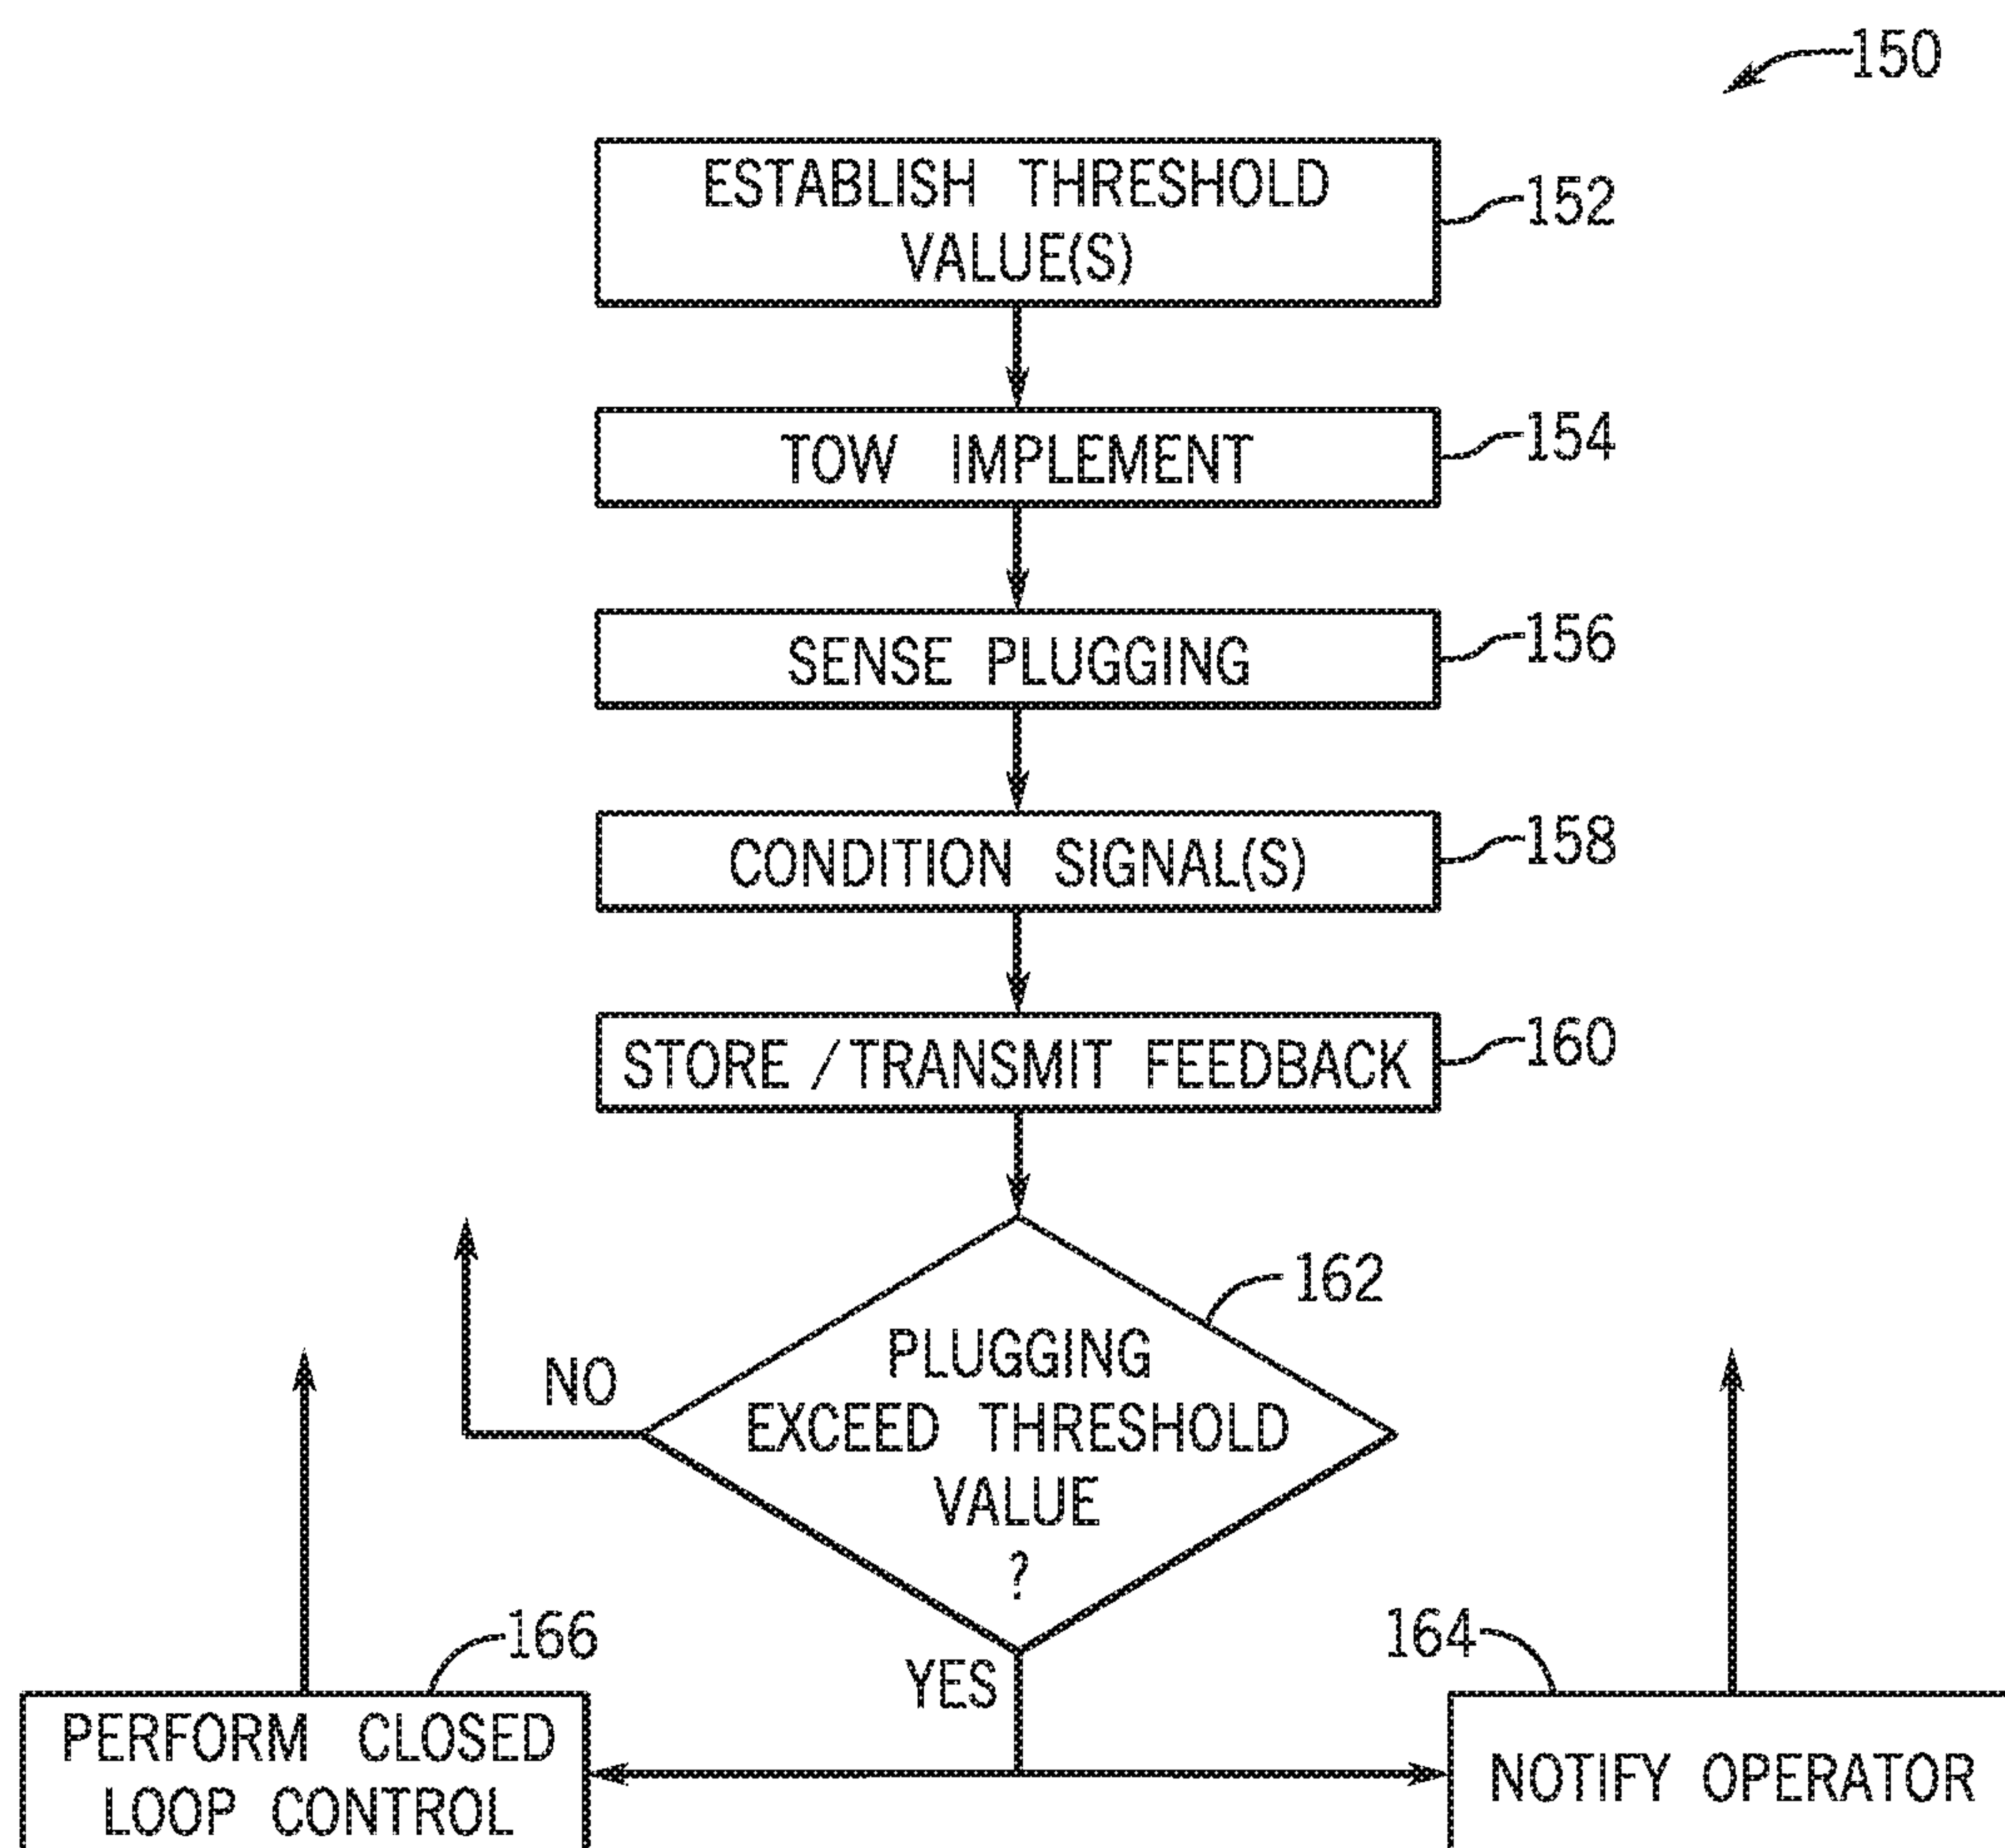 150
ESTABLISH THRESHOLD
VALUE(S)
152
TOW IMPLEMENT
154
SENSE PLUGGING
156
CONDITION SIGNAL(S)
158
STORE / TRANSMIT FEEDBACK
160
162
PLUGGING
EXCEED THRESHOLD
VALUE
?
NO
YES
166
PERFORM CLOSED
LOOP CONTROL
164
NOTIFY OPERATOR